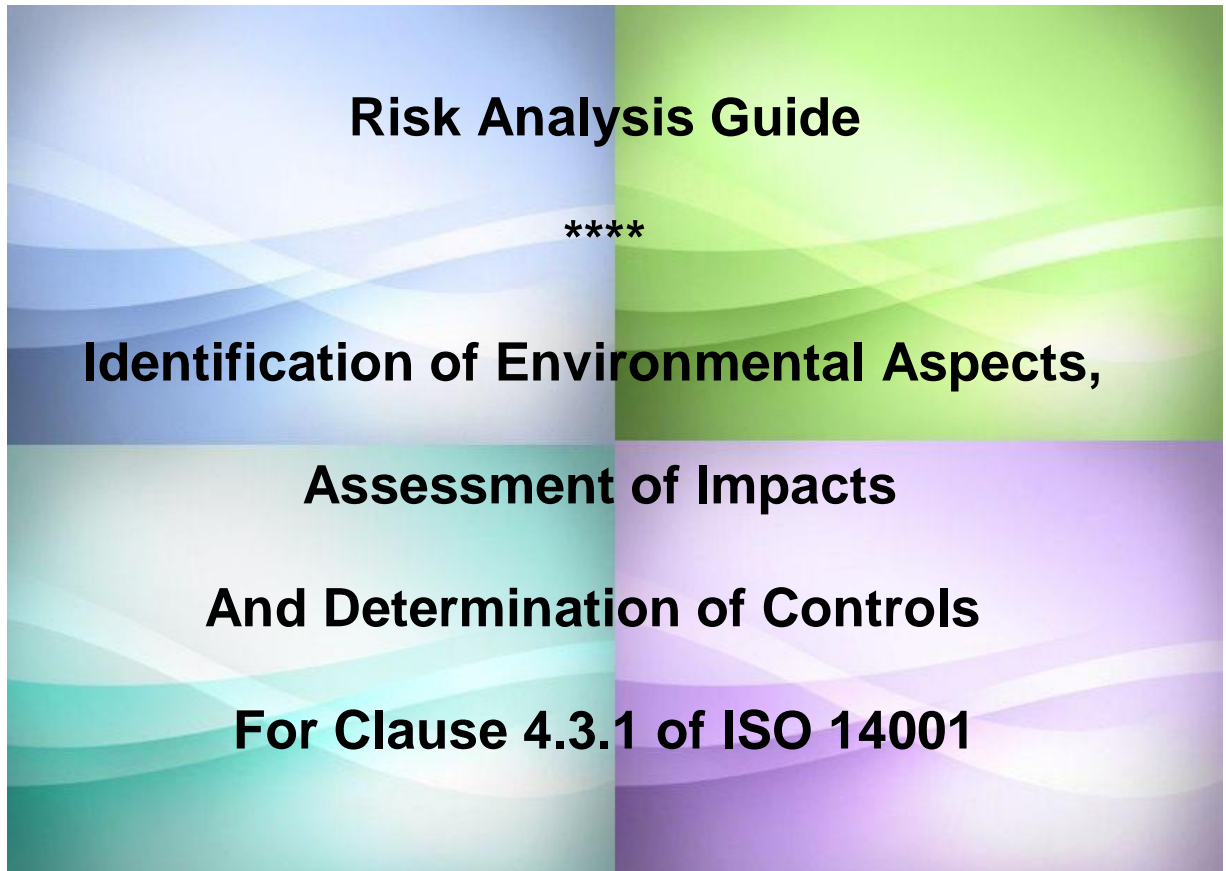 Risk Analysis Guide
****
Identification of Environmental Aspects,
Assessment of Impacts
And Determination of Controls
For Clause 4.3.1 of ISO 14001